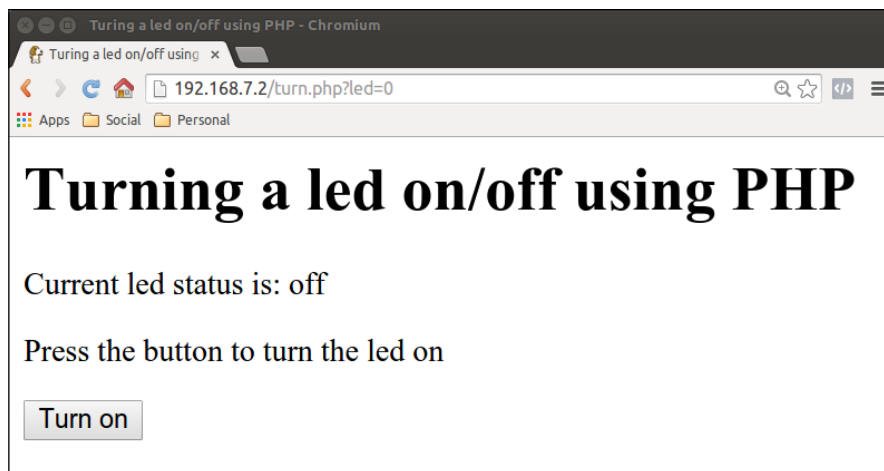 Turing a led on/off using PHP - Chromium
Turing a led on/off using
192.168.7.2/turn.php?led=0
Apps Social Personal
Turning a led on/off using PHP
Current led status is: off
Press the button to turn the led on
Turn on